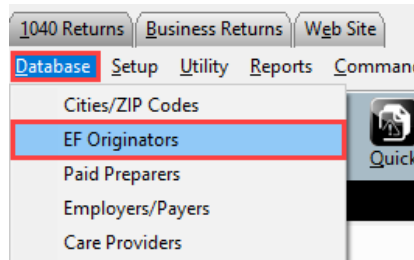 1040 Returns Business Returns Web Site
Database Setup Utility Reports Comman
Cities/ZIP Codes
EF Originators
Quick
Paid Preparers
Employers/Payers
Care Providers